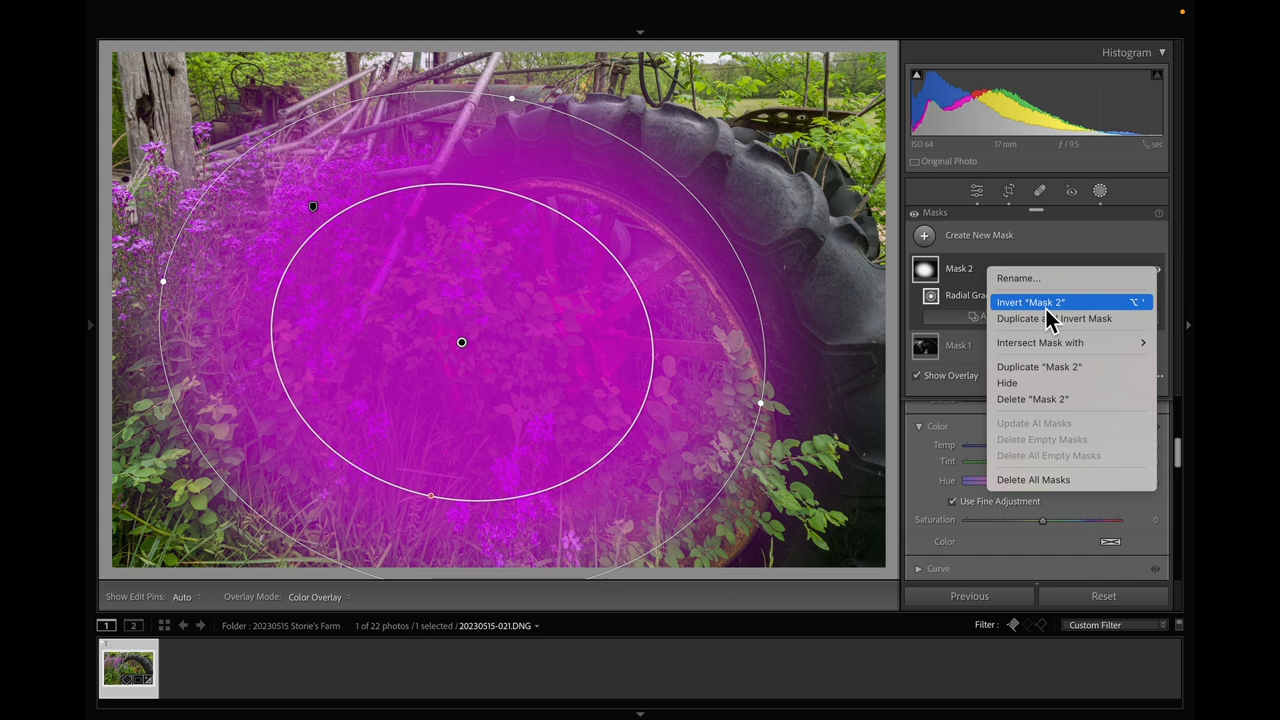 Histogram
ISO 64 17 mm ƒ / 9.5 sec
Original Photo
Masks
Create New Mask
Mask 2
Radial Gra
Mask 1
Show Overlay
Rename...
Invert "Mask 2" ⌥ '
Duplicate a Invert Mask
Intersect Mask with
Duplicate "Mask 2"
Hide
Delete "Mask 2"
Update AI Masks
Delete Empty Masks
Delete All Empty Masks
Delete All Masks
Color
Temp
Tint
Hue
Use Fine Adjustment
Saturation 0
Color
Curve
Previous Reset
Show Edit Pins: Auto Overlay Mode: Color Overlay
1 2 Folder : 20230515 Storie's Farm 1 of 22 photos / 1 selected / 20230515-021.DNG Filter : Custom Filter
1